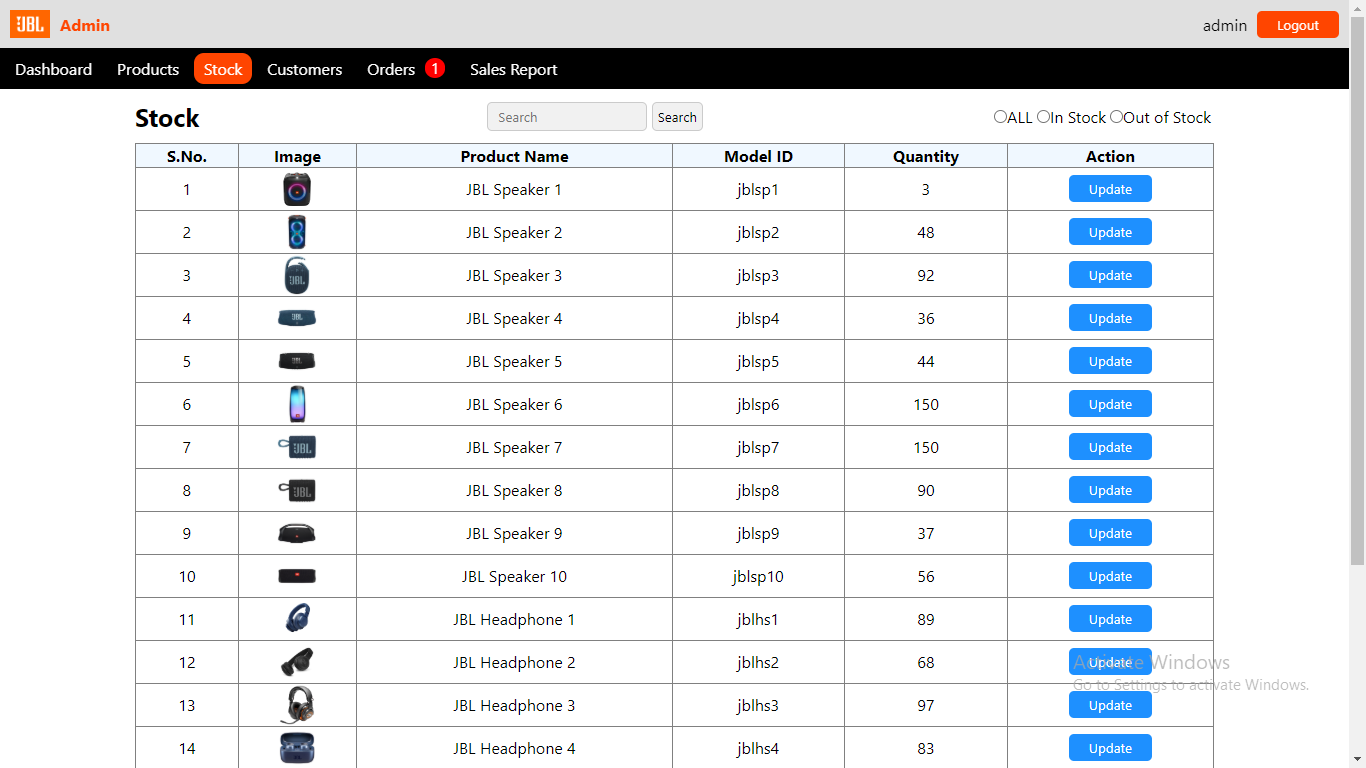 JBL Admin admin Logout
Dashboard Products Stock Customers Orders 1 Sales Report
Stock Search Search ALL In Stock Out of Stock
S.No. Image Product Name Model ID Quantity Action
1 JBL Speaker 1 jblsp1 3 Update
2 JBL Speaker 2 jblsp2 48 Update
3 JBL JBL Speaker 3 jblsp3 92 Update
4 JBL JBL Speaker 4 jblsp4 36 Update
5 JBL JBL Speaker 5 jblsp5 44 Update
6 JBL Speaker 6 jblsp6 150 Update
7 JBL JBL Speaker 7 jblsp7 150 Update
8 JBL JBL Speaker 8 jblsp8 90 Update
9 JBL Speaker 9 jblsp9 37 Update
10 JBL Speaker 10 jblsp10 56 Update
11 JBL Headphone 1 jblhs1 89 Update
12 JBL Headphone 2 jblhs2 68 Update
Activate Windows
Go to Settings to activate Windows.
13 JBL Headphone 3 jblhs3 97 Update
14 JBL Headphone 4 jblhs4 83 Update